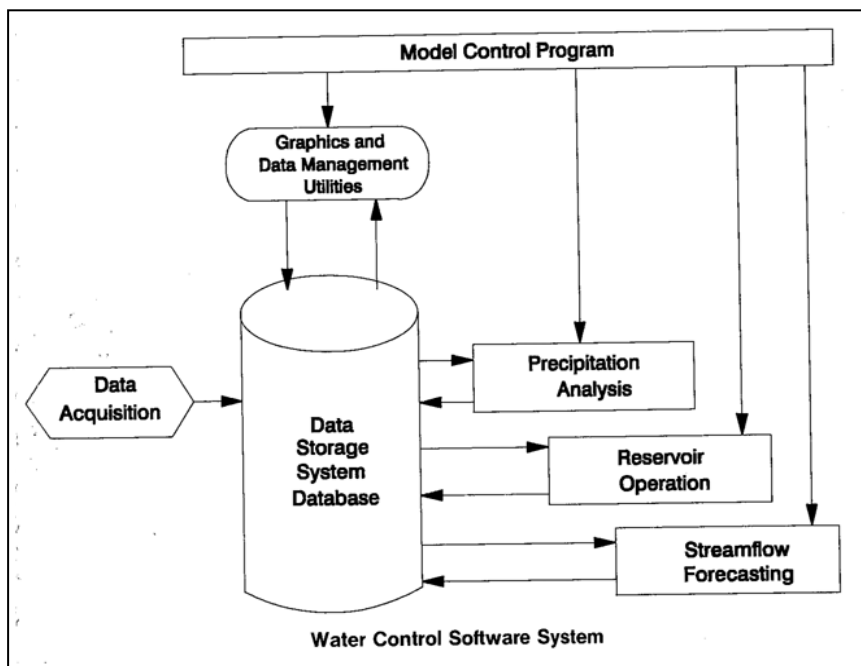 Model Control Program
Graphics and
Data Management
Utilities
Data
Acquisition
Data
Storage
System
Database
Precipitation
Analysis
Reservoir
Operation
Streamflow
Forecasting
Water Control Software System